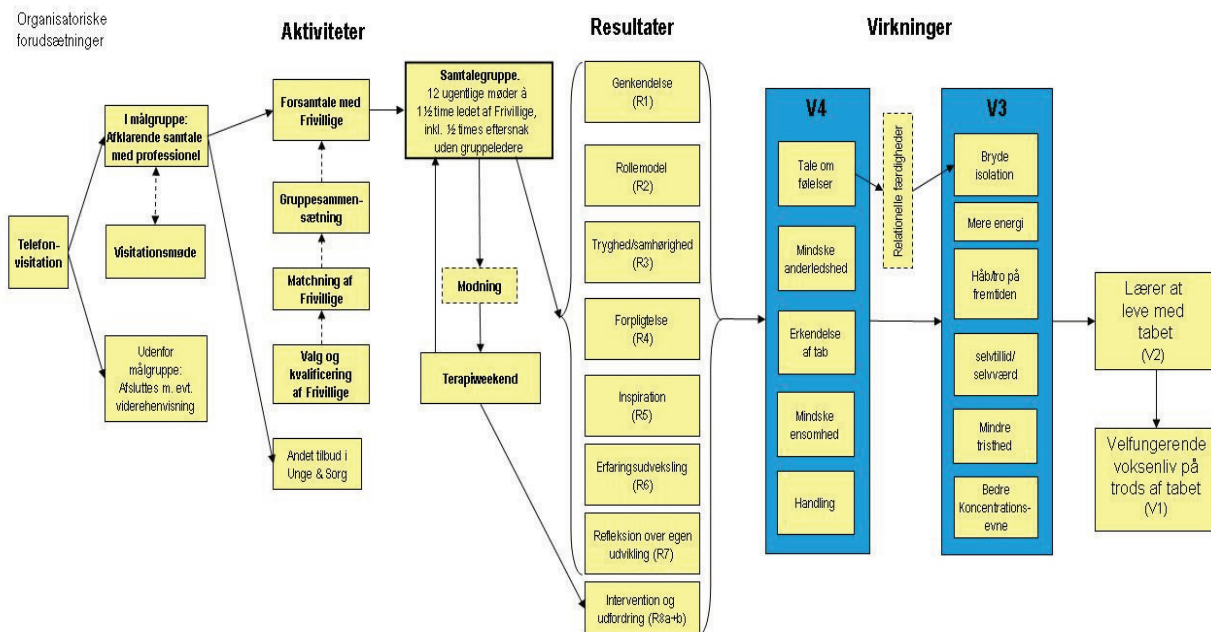 Organisatoriske
forudsætninger
Aktiviteter
Resultater
Virkninger
Telefon-
visitation
I målgruppe:
Afklarende samtale
med professionel
Visitationsmøde
Udenfor
målgruppe:
Afsluttes m. evt.
viderehenvisning
Forsamtale med
Frivillige
Gruppesammen-
sætning
Matchning af
Frivillige
Valg og
kvalificering
af Frivillige
Andet tilbud i
Unge & Sorg
Samtalegruppe.
12 ugentlige møder à
1½ time ledet af Frivillige,
inkl. ½ times eftersnak
uden gruppeledere
Modning
Terapiweekend
Genkendelse
(R1)
Rollemodel
(R2)
Tryghed/samhørighed
(R3)
Forpligtelse
(R4)
Inspiration
(R5)
Erfaringsudveksling
(R6)
Refleksion over egen
udvikling (R7)
Intervention og
udfordring (R8a+b)
V4
Tale om
følelser
Mindske
anderledshed
Erkendelse
af tab
Mindske
ensomhed
Handling
Relationelle færdigheder
V3
Bryde
isolation
Mere energi
Håb/tro på
fremtiden
selvtillid/
selvværd
Mindre
tristhed
Bedre
Koncentrations-
evne
Lærer at
leve med
tabet
(V2)
Velfungerende
voksenliv på
trods af tabet
(V1)